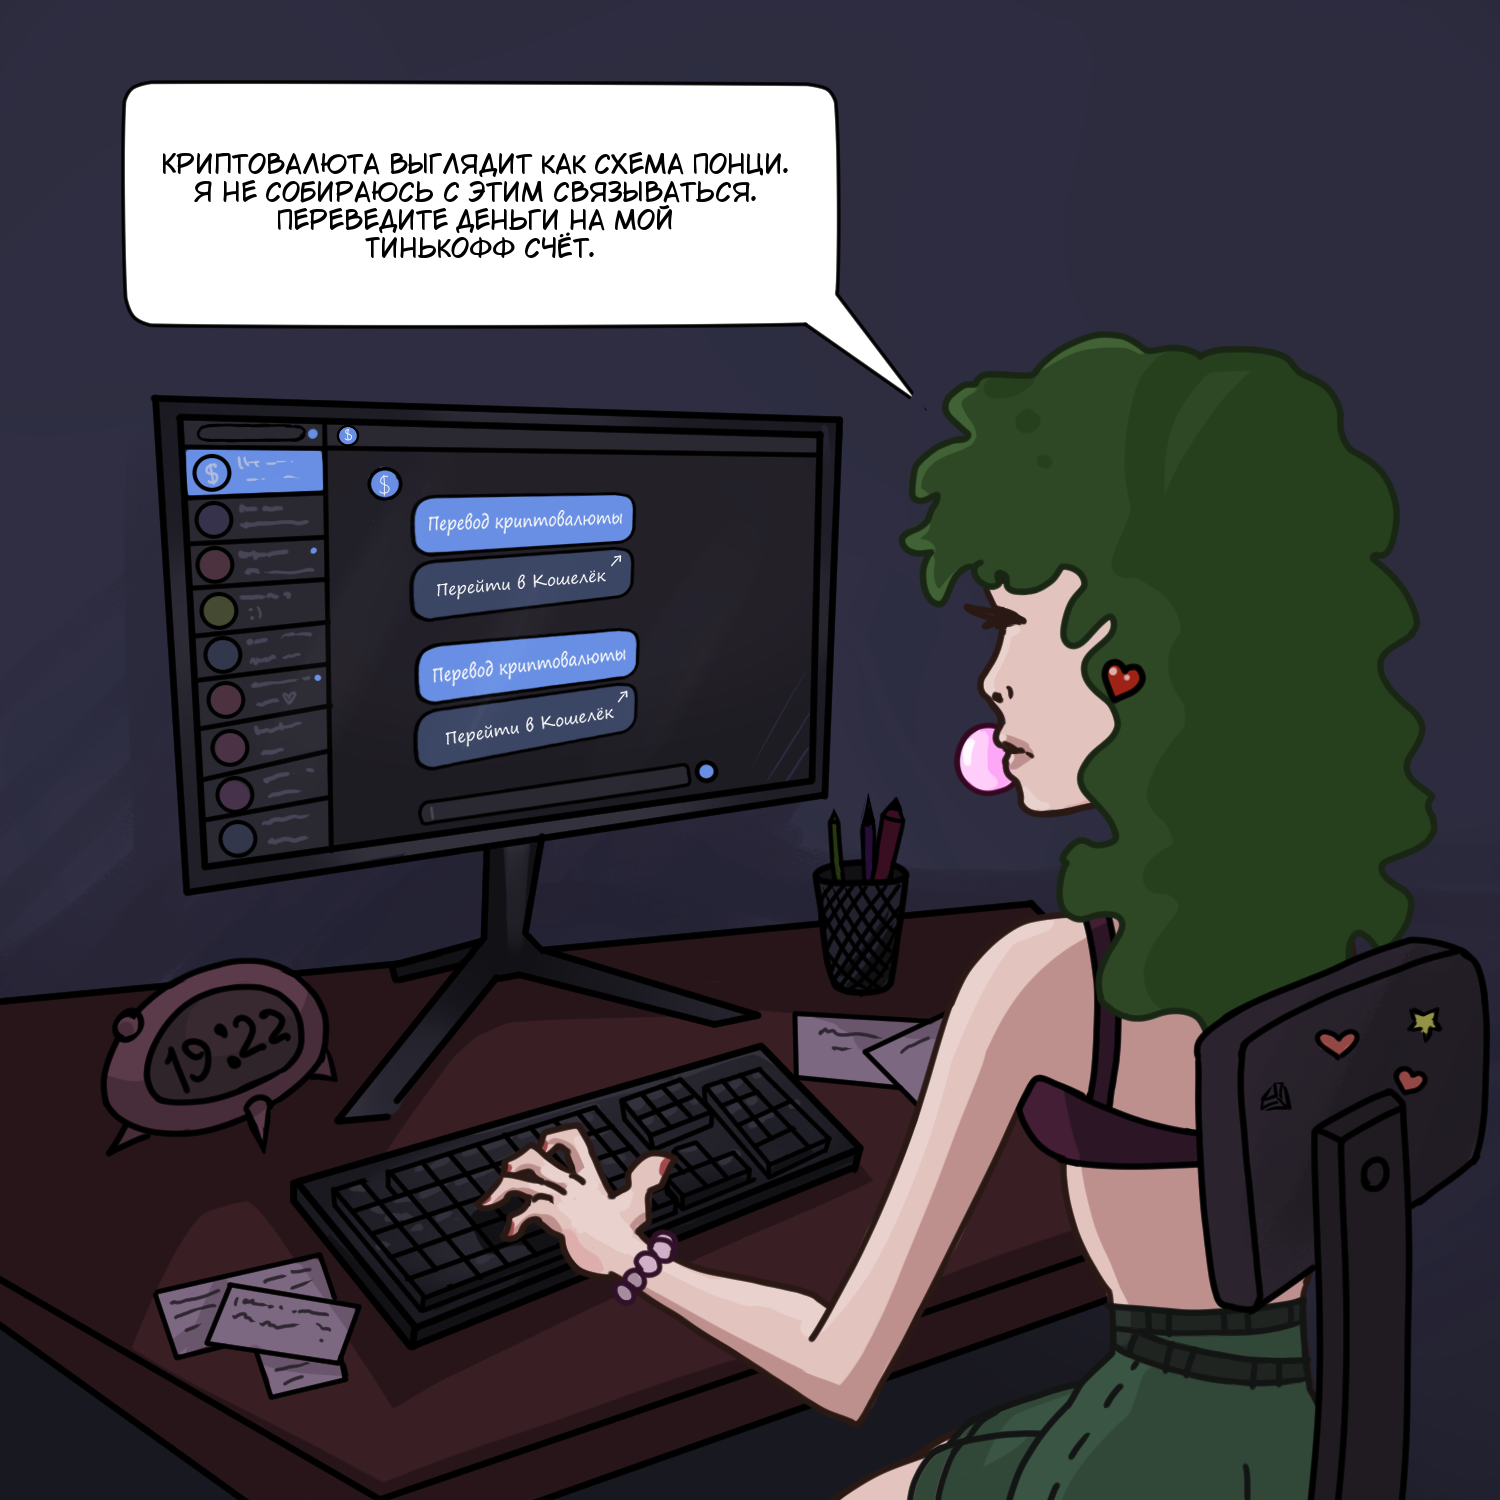 КРИПТОВАЛЮТА ВЫГЛЯДИТ КАК СХЕМА ПОНЦИ.
Я НЕ СОБИРАЮСЬ С ЭТИМ СВЯЗЫВАТЬСЯ.
ПЕРЕВЕДИТЕ ДЕНЬГИ НА МОЙ
ТИНЬКОФФ СЧЁТ.
$
$
$
Перевод криптовалюты
Перейти в Кошелёк
:)
Перевод криптовалюты
Перейти в Кошелёк
19:22